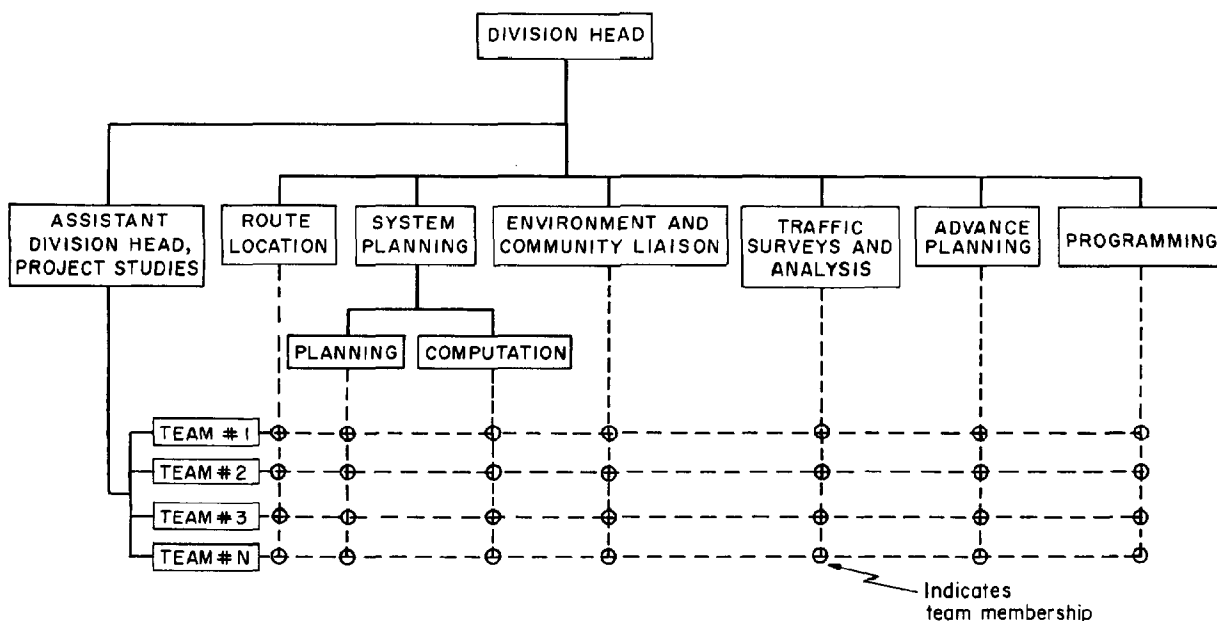 DIVISION HEAD
ASSISTANT
DIVISION HEAD,
PROJECT STUDIES
ROUTE
LOCATION
SYSTEM
PLANNING
ENVIRONMENT AND
COMMUNITY LIAISON
TRAFFIC
SURVEYS AND
ANALYSIS
ADVANCE
PLANNING
PROGRAMMING
PLANNING
COMPUTATION
TEAM # 1
TEAM # 2
TEAM # 3
TEAM # N
Indicates
team membership